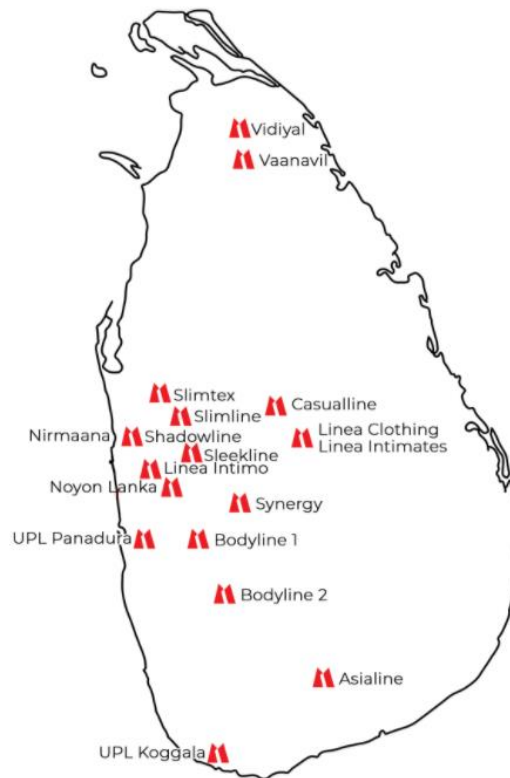 Vidiyal
Vaanavil
Slimtex
Casualline
Slimline
Linea Clothing
Nirmaana
Shadowline
Linea Intimates
Sleekline
Linea Intimo
Noyon Lanka
Synergy
UPL Panadura
Bodyline 1
Bodyline 2
Asialine
UPL Koggala